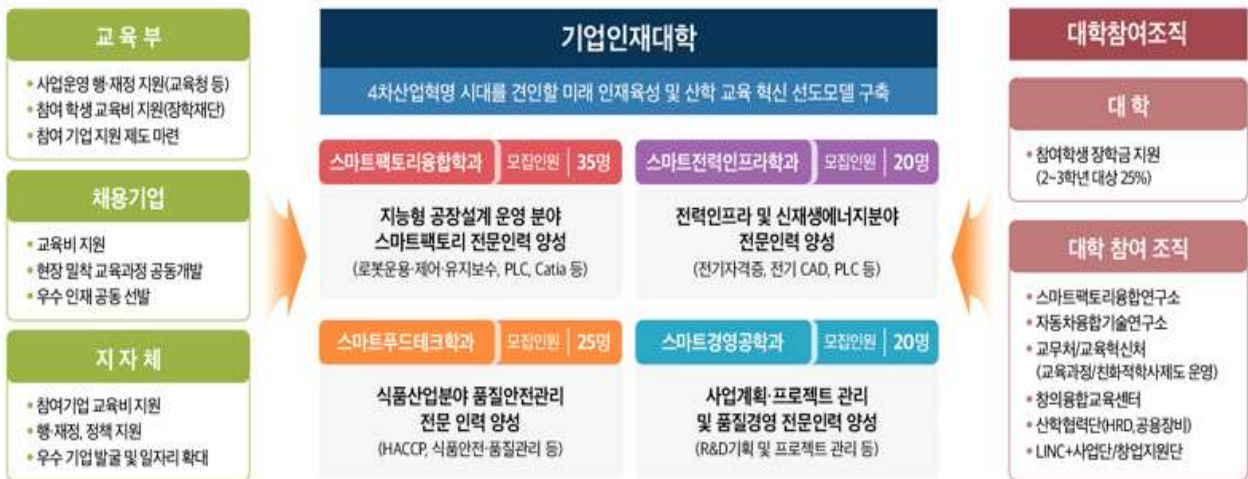 교육부
• 사업운영 행·재정 지원(교육청 등)
• 참여 학생 교육비 지원(장학재단)
• 참여 기업 지원 제도 마련
채용기업
• 교육비 지원
• 현장 밀착 교육과정 공동개발
• 우수 인재 공동 선발
지자체
• 참여기업 교육비 지원
• 행·재정, 정책 지원
• 우수 기업 발굴 및 일자리 확대
기업인재대학
4차산업혁명 시대를 견인할 미래 인재육성 및 산학 교육 혁신 선도모델 구축
스마트팩토리융합학과 모집인원 | 35명
지능형 공장설계 운영 분야
스마트팩토리 전문인력 양성
(로봇운용·제어·유지보수, PLC, Catia 등)
스마트전력인프라학과 모집인원 | 20명
전력인프라 및 신재생에너지분야
전문인력 양성
(전기자격증, 전기 CAD, PLC 등)
스마트푸드테크학과 모집인원 | 25명
식품산업분야 품질안전관리
전문 인력 양성
(HACCP, 식품안전·품질관리 등)
스마트경영공학과 모집인원 | 20명
사업계획·프로젝트 관리
및 품질경영 전문인력 양성
(R&D기획 및 프로젝트 관리 등)
대학참여조직
대학
• 참여학생 장학금 지원
(2~3학년 대상 25%)
대학 참여 조직
• 스마트팩토리융합연구소
• 자동차융합기술연구소
• 교무처/교육혁신처
(교육과정/친화적학사제도 운영)
• 창의융합교육센터
• 산학협력단(HRD,공용장비)
• LINC+사업단/창업지원단